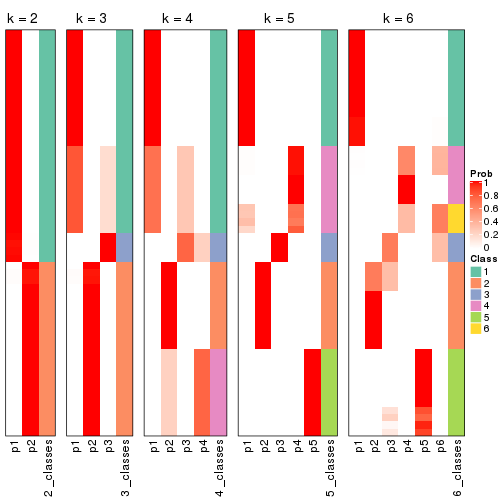 k = 2
k = 3
k = 4
k = 5
k = 6
p1
p2
2_classes
p1
p2
p3
3_classes
p1
p2
p3
p4
4_classes
p1
p2
p3
p4
p5
5_classes
p1
p2
p3
p4
p5
p6
6_classes
Prob
1
0.8
0.6
0.4
0.2
0
Class
1
2
3
4
5
6